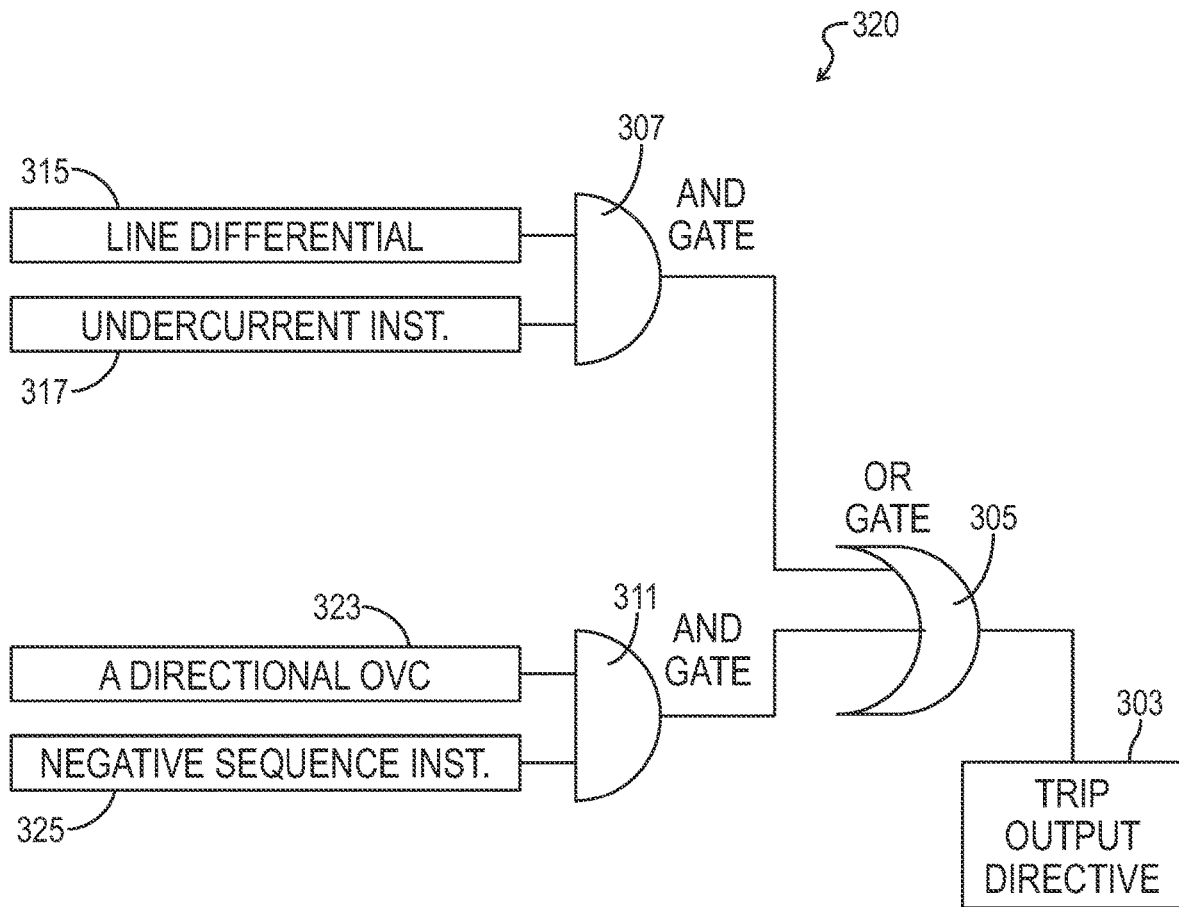 320
307
315
AND
GATE
LINE DIFFERENTIAL
UNDERCURRENT INST.
317
OR
GATE
305
323
311
AND
GATE
A DIRECTIONAL OVC
NEGATIVE SEQUENCE INST.
325
303
TRIP
OUTPUT
DIRECTIVE